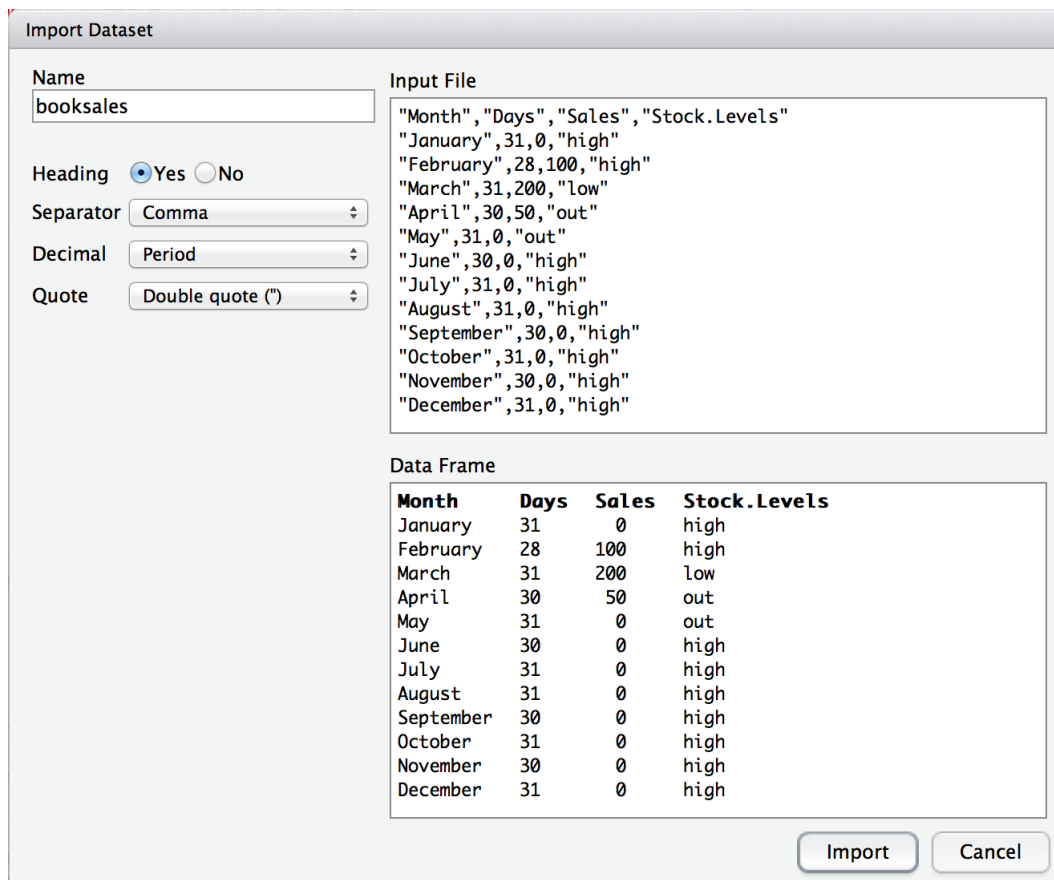 Import Dataset
Name
booksales
Heading Yes No
Separator Comma
Decimal Period
Quote Double quote (")
Input File
"Month","Days","Sales","Stock.Levels"
"January",31,0,"high"
"February",28,100,"high"
"March",31,200,"low"
"April",30,50,"out"
"May",31,0,"out"
"June",30,0,"high"
"July",31,0,"high"
"August",31,0,"high"
"September",30,0,"high"
"October",31,0,"high"
"November",30,0,"high"
"December",31,0,"high"
Data Frame
Month Days Sales Stock.Levels
January 31 0 high
February 28 100 high
March 31 200 low
April 30 50 out
May 31 0 out
June 30 0 high
July 31 0 high
August 31 0 high
September 30 0 high
October 31 0 high
November 30 0 high
December 31 0 high
Import Cancel